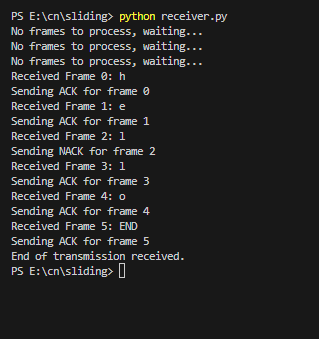 PS E:\cn\sliding> python receiver.py
No frames to process, waiting...
No frames to process, waiting...
No frames to process, waiting...
Received Frame 0: h
Sending ACK for frame 0
Received Frame 1: e
Sending ACK for frame 1
Received Frame 2: l
Sending NACK for frame 2
Received Frame 3: l
Sending ACK for frame 3
Received Frame 4: o
Sending ACK for frame 4
Received Frame 5: END
Sending ACK for frame 5
End of transmission received.
PS E:\cn\sliding>